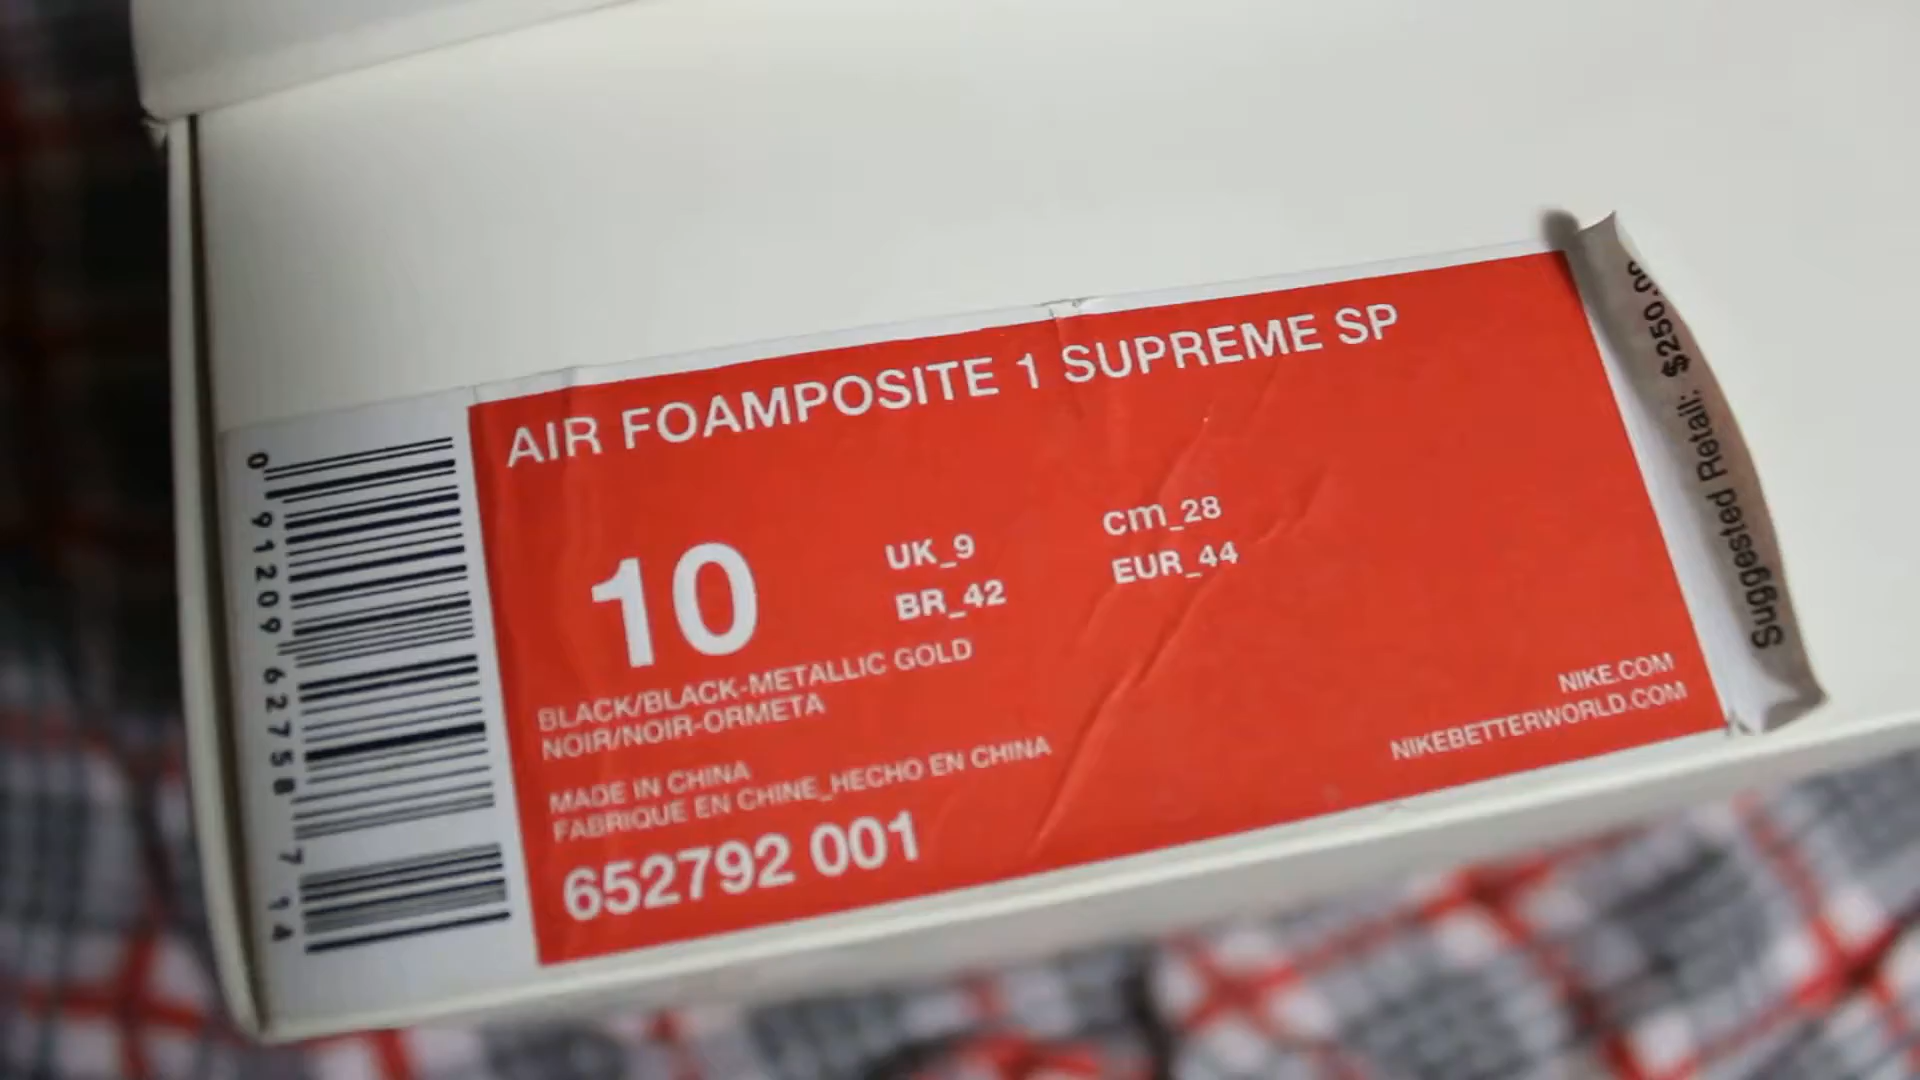 AIR FOAMPOSITE 1 SUPREME SP
10
UK_9 cm_28
BR_42 EUR_44
BLACK/BLACK-METALLIC GOLD
NOIR/NOIR-ORMETA
MADE IN CHINA
FABRIQUE EN CHINE_HECHO EN CHINA
652792 001
NIKE.COM
NIKEBETTERWORLD.COM
0 91209 62758 7 14
Suggested Retail: $250.00